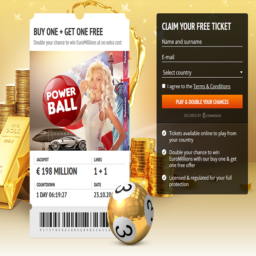 BUY ONE + GET ONE FREE
Double your chance to win EuroMillions at no extra cost
POWER
BALL
JACKPOT
LINES
€ 198 MILLION
1 + 1
COUNTDOWN
DATE
1 DAY 06:19:27
23.10.20
3
CLAIM YOUR FREE TICKET
Name and surname
E-mail
Select country
I agree to the Terms & Conditions
PLAY & DOUBLE YOUR CHANCES
SECURED BY
Tickets available online to play from your country
Double your chance to win EuroMillions with our buy one & get one free offer
Licensed & regulated for your full protection